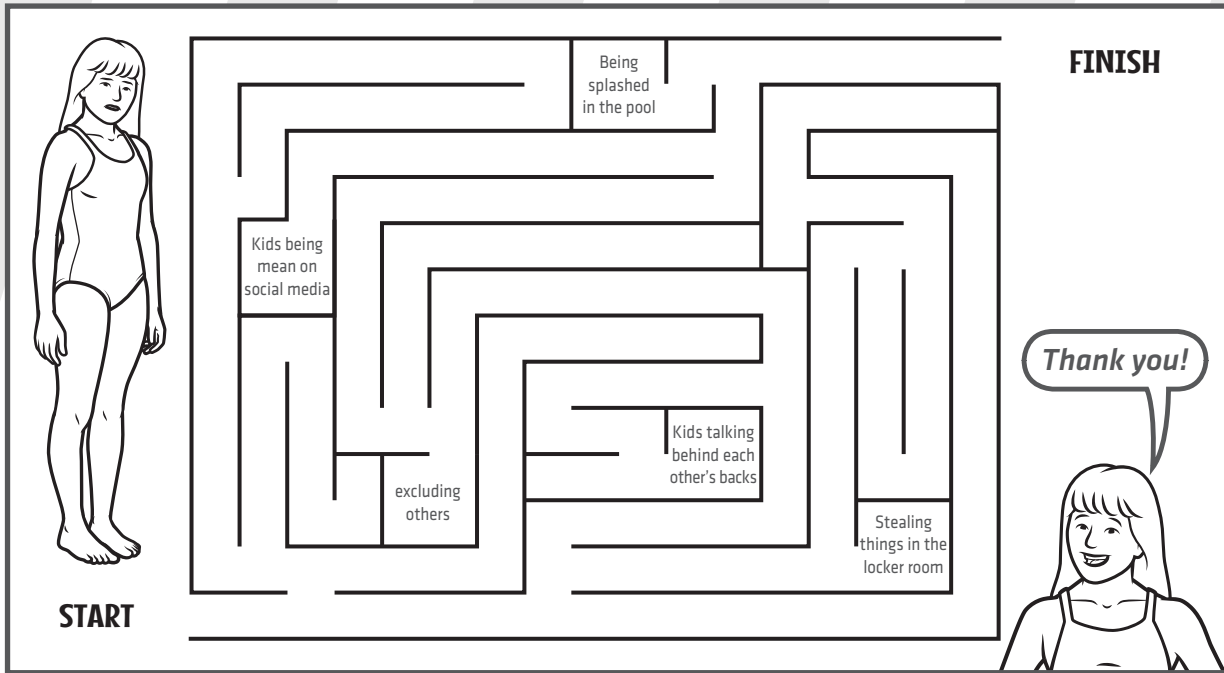 Being
splashed
in the pool
FINISH
Kids being
mean on
social media
Thank you!
Kids talking
behind each
other's backs
excluding
others
Stealing
things in the
locker room
START